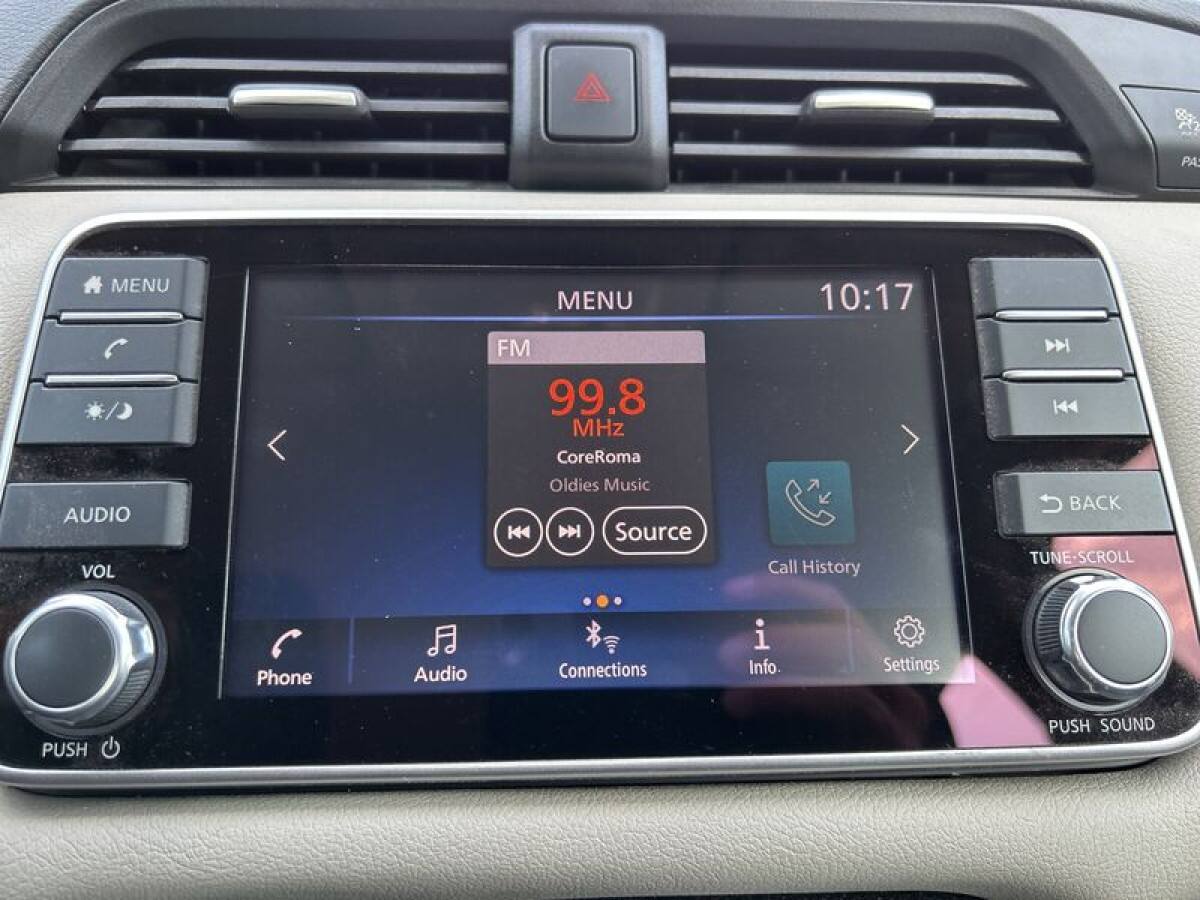 MENU
MENU
10:17
FM
99.8
MHz
CoreRoma
Oldies Music
Source
Call History
AUDIO
BACK
VOL
TUNE·SCROLL
Phone
Audio
Connections
Info
Settings
PUSH
PUSH SOUND